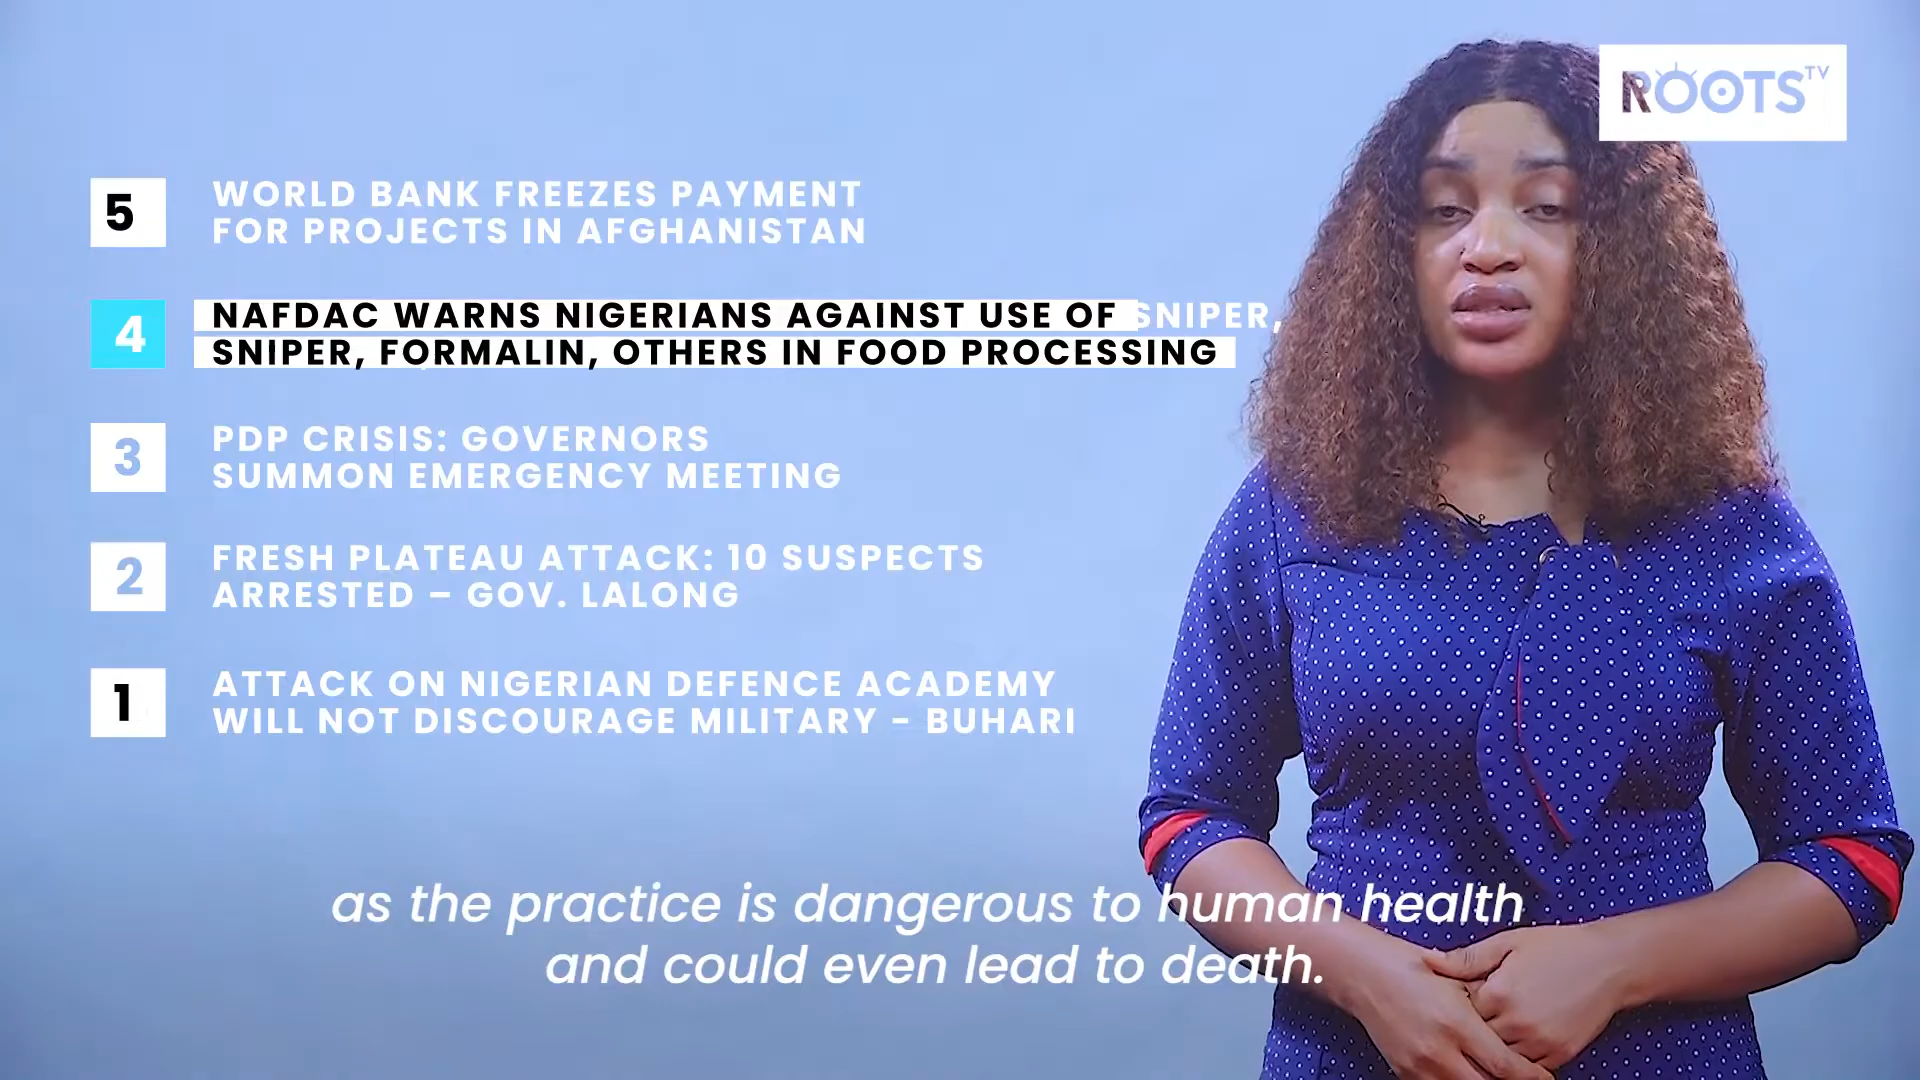 ROOTS TV
5
WORLD BANK FREEZES PAYMENT
FOR PROJECTS IN AFGHANISTAN
4
NAFDAC WARNS NIGERIANS AGAINST USE OF SNIPER,
SNIPER, FORMALIN, OTHERS IN FOOD PROCESSING
3
PDP CRISIS: GOVERNORS
SUMMON EMERGENCY MEETING
2
FRESH PLATEAU ATTACK: 10 SUSPECTS
ARRESTED – GOV. LALONG
1
ATTACK ON NIGERIAN DEFENCE ACADEMY
WILL NOT DISCOURAGE MILITARY - BUHARI
as the practice is dangerous to human health
and could even lead to death.